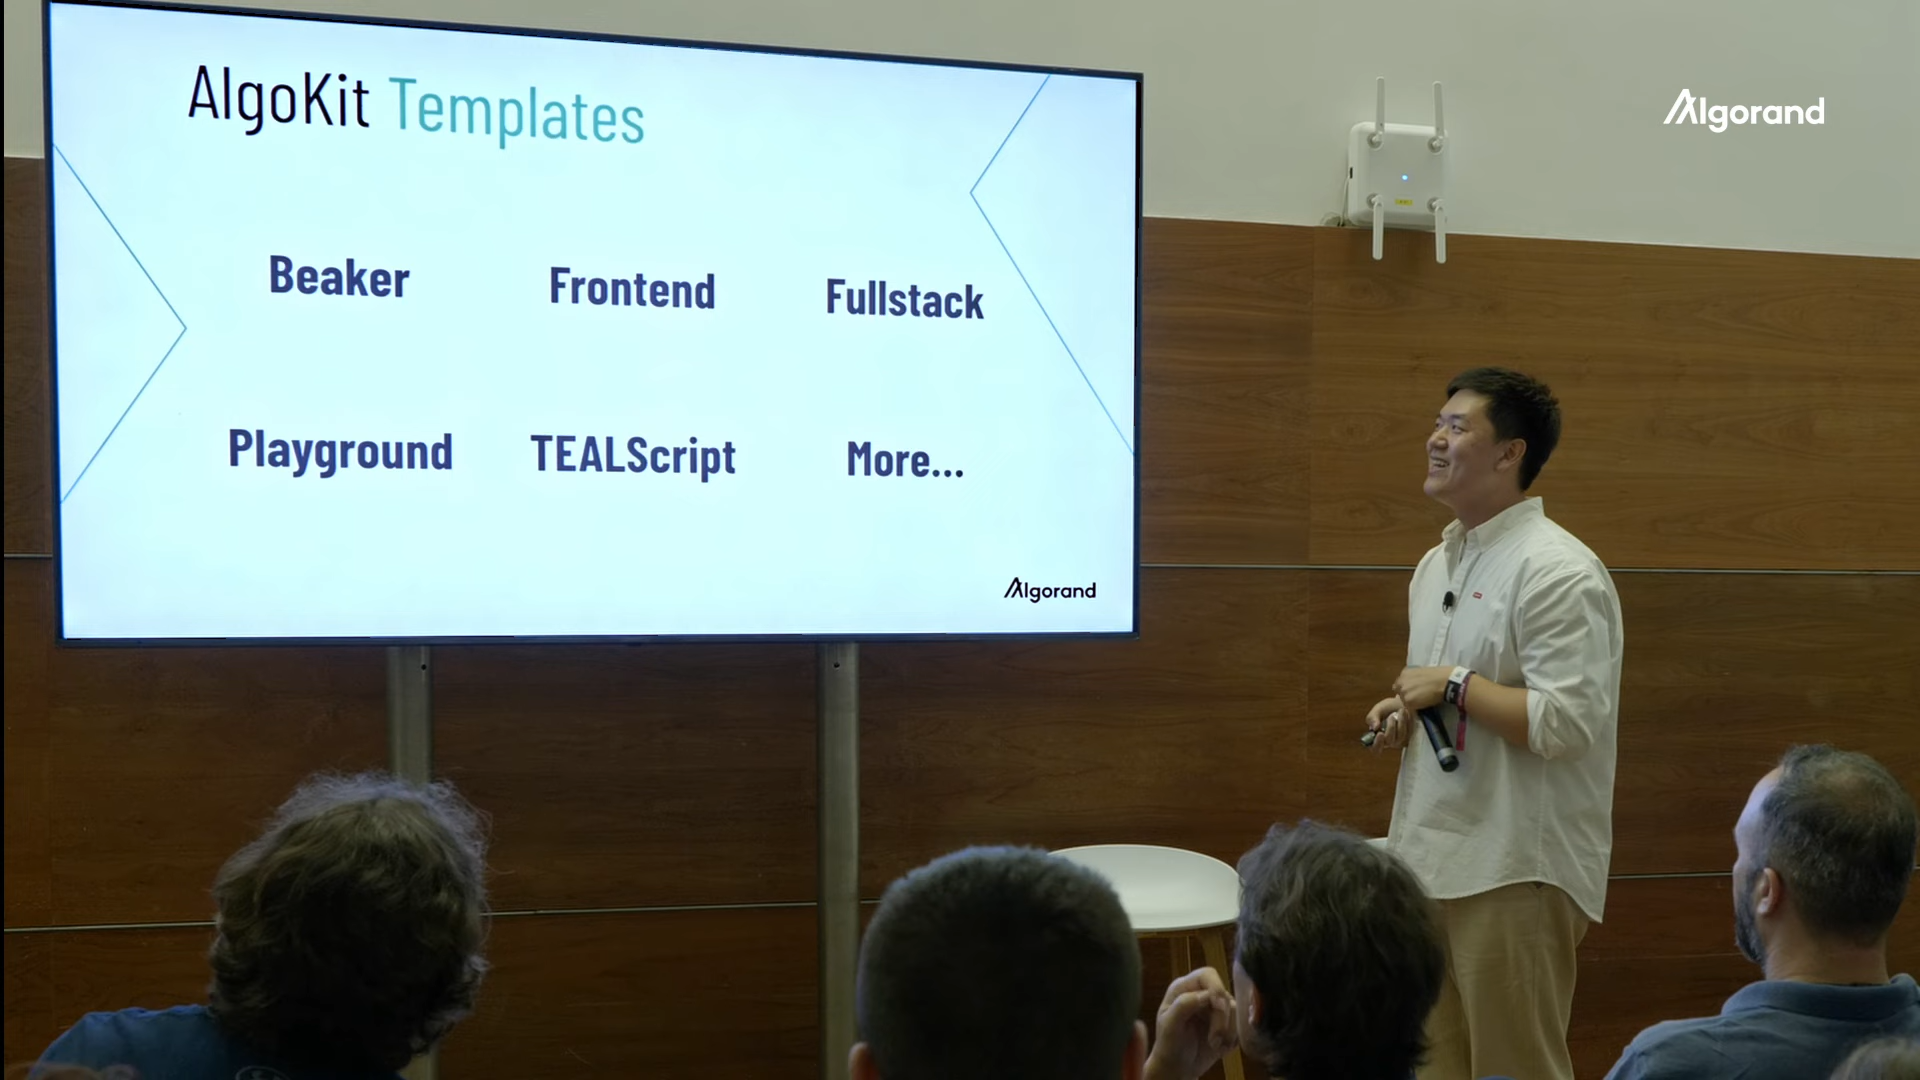 AlgoKit Templates
Algorand
Beaker Frontend Fullstack
Playground TEALScript More...
Algorand